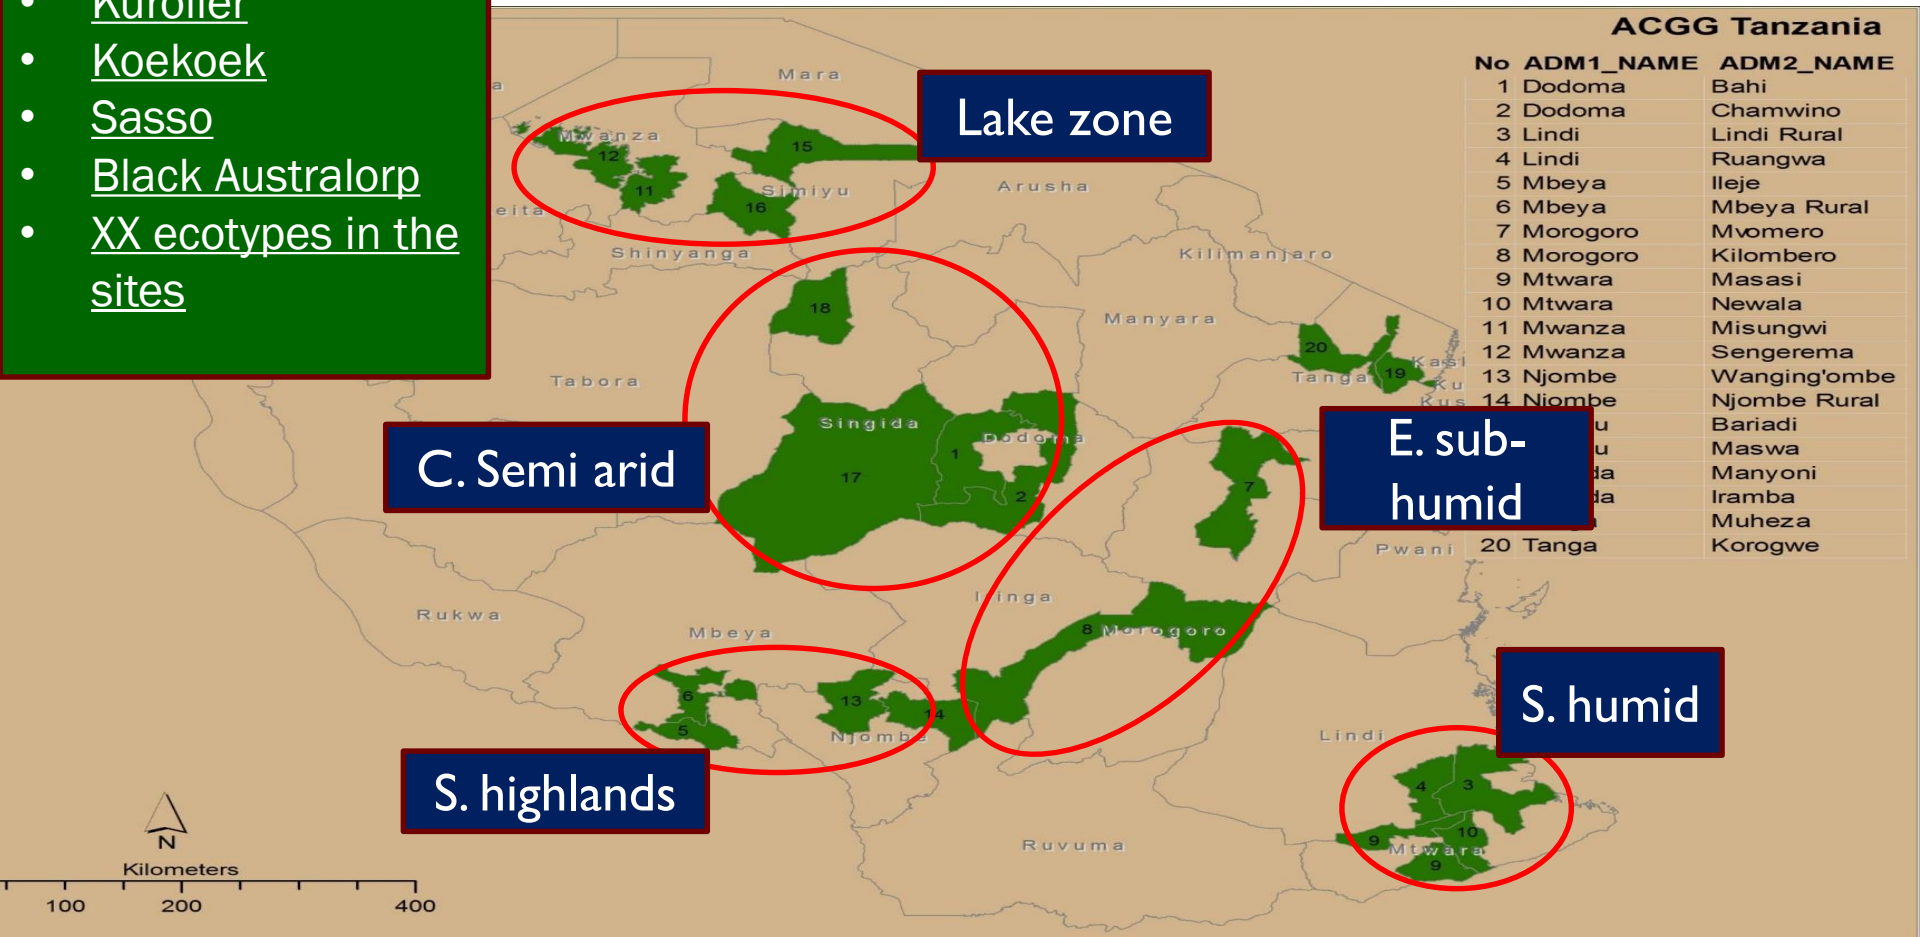 • Kuroiler
• Koekoek
• Sasso
• Black Australorp
• XX ecotypes in the
sites
ACGG Tanzania
No ADM1_NAME ADM2_NAME
1 Dodoma Bahi
2 Dodoma Chamwino
3 Lindi Lindi Rural
4 Lindi Ruangwa
5 Mbeya Ileje
6 Mbeya Mbeya Rural
7 Morogoro Mvomero
8 Morogoro Kilombero
9 Mtwara Masasi
10 Mtwara Newala
11 Mwanza Misungwi
12 Mwanza Sengerema
13 Njombe Wanging'ombe
14 Njombe Njombe Rural
u Bariadi
u Maswa
da Manyoni
da Iramba
Muheza
20 Tanga Korogwe
Mara
a
Lake zone
Mwanza
15
12
11
Simiyu
16
Arusha
eita
Shinyanga
Kilimanjaro
18
Manyara
20
Kas
Tanga
19
Ku
Kus
Tabora
Singida
Dodoma
1
E. sub-
humid
C. Semi arid
17
2
7
Pwani
Iringa
Rukwa
Mbeya
8
Morogoro
6
13
14
5
Njombe
S. humid
Lindi
S. highlands
4
3
10
9
Mtwara
9
Ruvuma
N
Kilometers
100 200 400